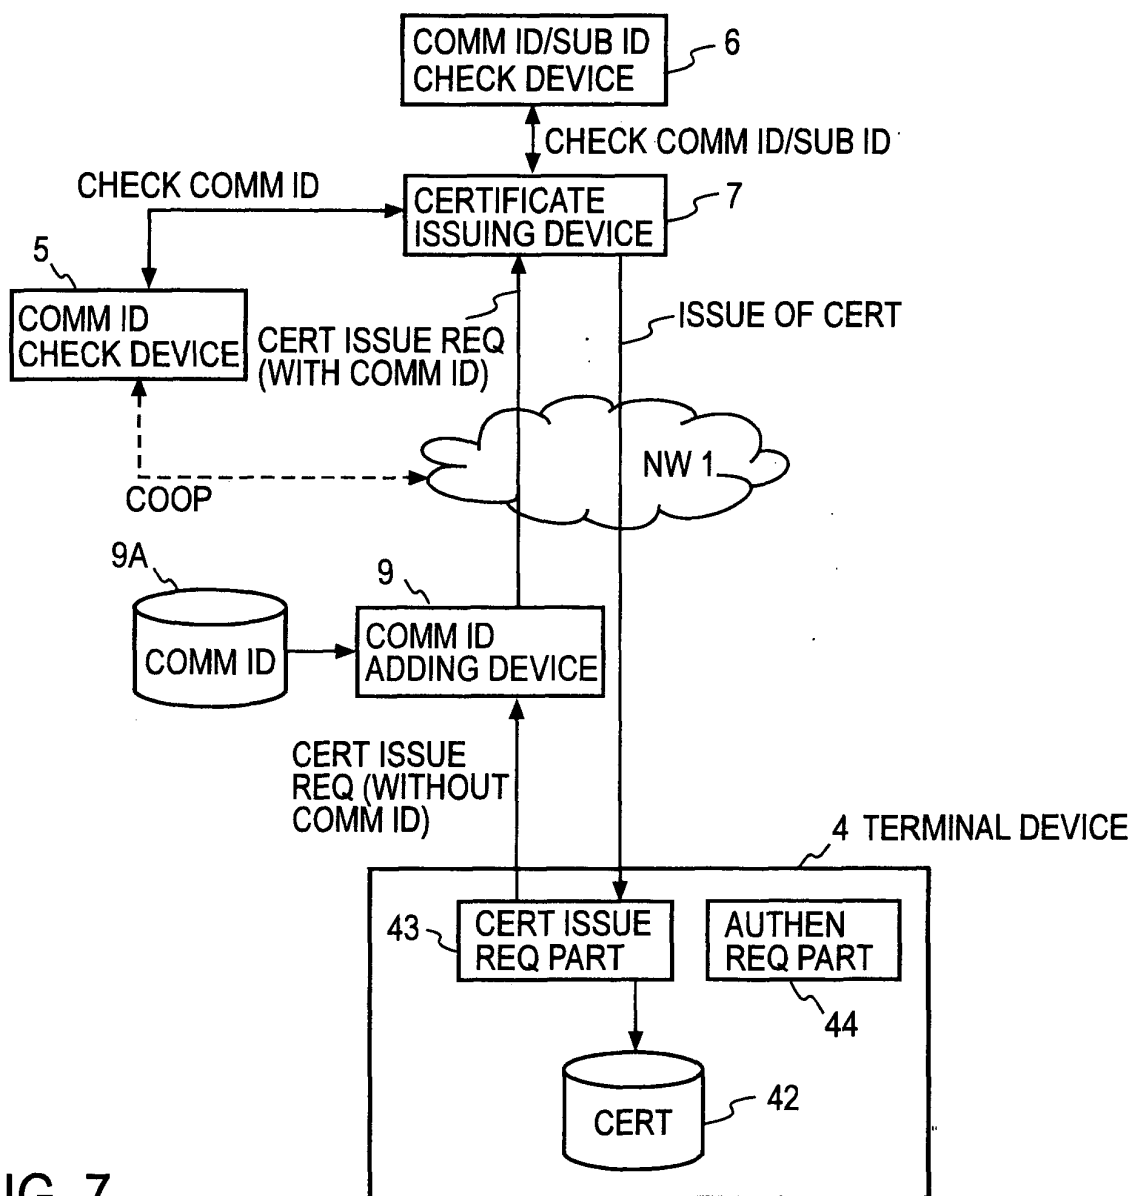 COMM ID/SUB ID
CHECK DEVICE
6
CHECK COMM ID/SUB ID
CHECK COMM ID
CERTIFICATE
ISSUING DEVICE
7
5
COMM ID
CHECK DEVICE
CERT ISSUE REQ
(WITH COMM ID)
ISSUE OF CERT
NW 1
COOP
9A
COMM ID
9
COMM ID
ADDING DEVICE
CERT ISSUE
REQ (WITHOUT
COMM ID)
4 TERMINAL DEVICE
43
CERT ISSUE
REQ PART
AUTHEN
REQ PART
44
CERT
42
IG. 7